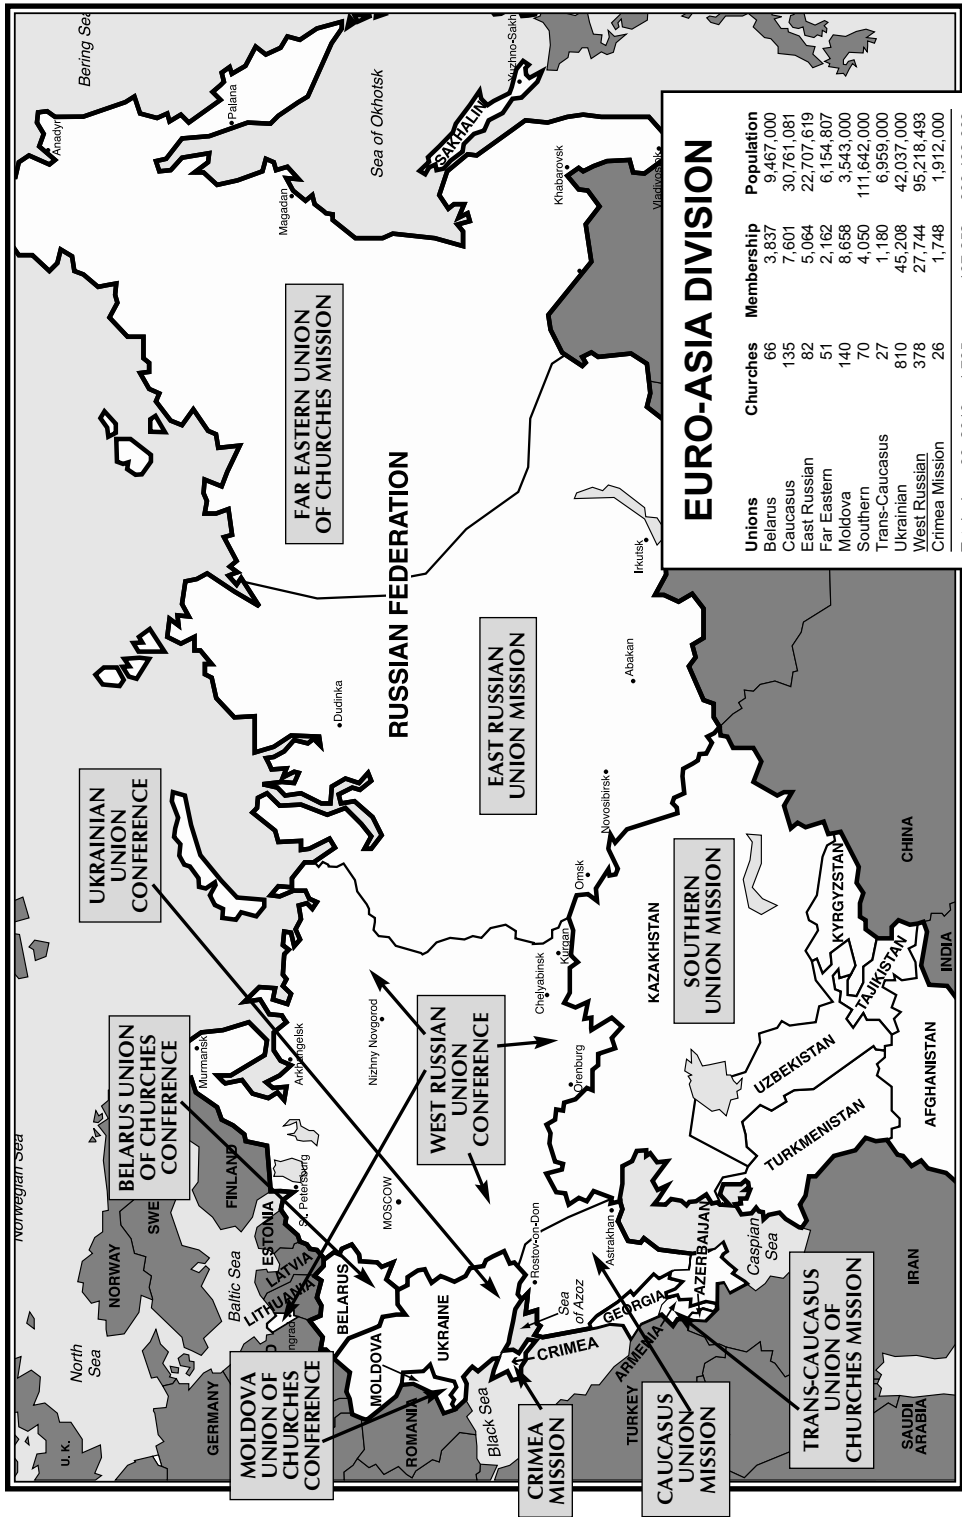 EURO-ASIA DIVISION
Unions Churches Membership Population
Belarus 66 3,837 9,467,000
Caucasus 135 7,601 30,761,081
East Russian 82 5,064 22,707,619
Far Eastern 51 2,162 6,154,807
Moldova 140 8,658 3,543,000
Southern 70 4,050 111,642,000
Trans-Caucasus 27 1,180 6,959,000
Ukrainian 810 45,208 42,037,000
West Russian 378 27,744 95,218,493
Crimea Mission 26 1,748 1,912,000
UKRAINIAN
UNION
CONFERENCE
BELARUS UNION
OF CHURCHES
CONFERENCE
MOLDOVA
UNION OF
CHURCHES
CONFERENCE
WEST RUSSIAN
UNION
CONFERENCE
EAST RUSSIAN
UNION MISSION
FAR EASTERN UNION
OF CHURCHES MISSION
SOUTHERN
UNION MISSION
CRIMEA
MISSION
CAUCASUS
UNION
MISSION
TRANS-CAUCASUS
UNION OF
CHURCHES MISSION
RUSSIAN FEDERATION
Norwegian Sea
North
Sea
Baltic Sea
Black Sea
Sea
of Azoz
Caspian
Sea
Bering Sea
Sea of Okhotsk
U. K.
NORWAY
SWE
FINLAND
ESTONIA
LATVIA
LITHUANIA
GERMANY
BELARUS
MOLDOVA
UKRAINE
ROMANIA
CRIMEA
TURKEY
GEORGIA
ARMENIA
AZERBAIJAN
SAUDI
ARABIA
IRAN
KAZAKHSTAN
UZBEKISTAN
TURKMENISTAN
KYRGYZSTAN
TAJIKISTAN
AFGHANISTAN
INDIA
CHINA
SAKHALIN
Murmansk
Arkhangelsk
St. Petersburg
Nizhny Novgorod
MOSCOW
Rostov-on-Don
Astrakhan
Orenburg
Chelyabinsk
Kurgan
Omsk
Novosibirsk
Dudinka
Abakan
Irkutsk
Magadan
Palana
Anadyr
Khabarovsk
Vladivostok
Yuzhno-Sakh